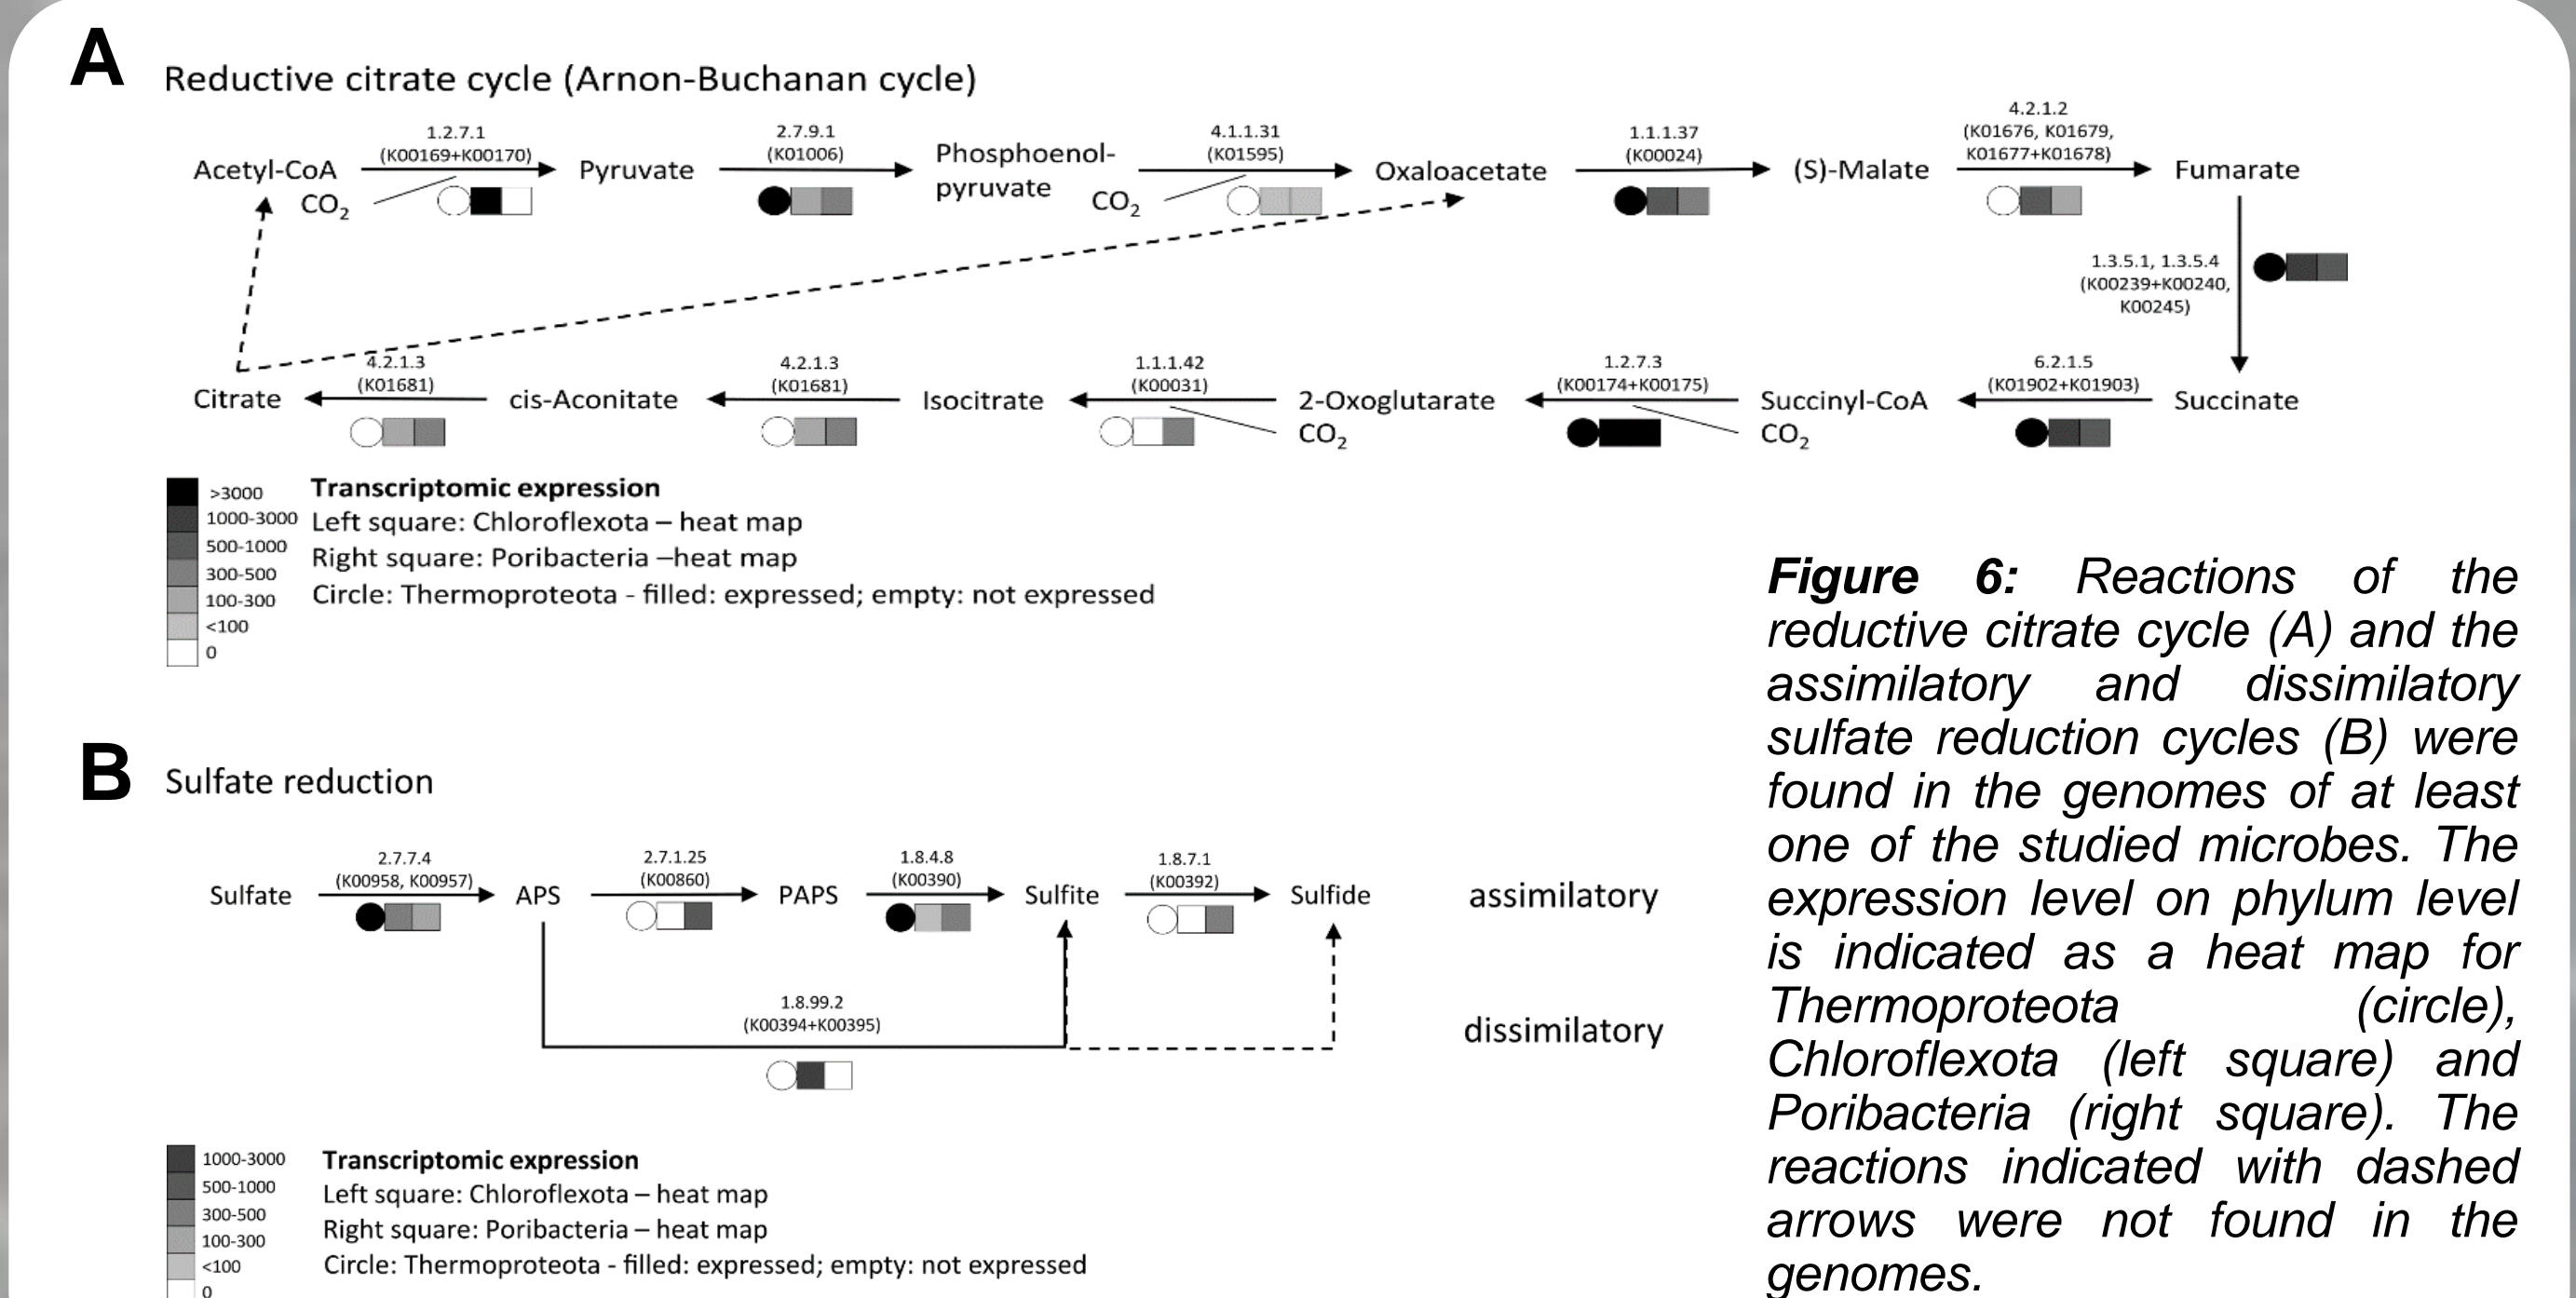 A
Reductive citrate cycle (Arnon-Buchanan cycle)
Acetyl-CoA
CO2
1.2.7.1
(K00169+K00170)
Pyruvate
2.7.9.1
(K01006)
Phosphoenol-
pyruvate
CO2
4.1.1.31
(K01595)
Oxaloacetate
1.1.1.37
(K00024)
(S)-Malate
4.2.1.2
(K01676, K01679,
K01677+K01678)
Fumarate
1.3.5.1, 1.3.5.4
(K00239+K00240,
K00245)
Citrate
4.2.1.3
(K01681)
cis-Aconitate
4.2.1.3
(K01681)
Isocitrate
1.1.1.42
(K00031)
2-Oxoglutarate
CO2
1.2.7.3
(K00174+K00175)
Succinyl-CoA
CO2
6.2.1.5
(K01902+K01903)
Succinate
>3000
1000-3000
500-1000
300-500
100-300
<100
0
Transcriptomic expression
Left square: Chloroflexota – heat map
Right square: Poribacteria –heat map
Circle: Thermoproteota - filled: expressed; empty: not expressed
B
Sulfate reduction
Sulfate
2.7.7.4
(K00958, K00957)
APS
2.7.1.25
(K00860)
PAPS
1.8.4.8
(K00390)
Sulfite
1.8.7.1
(K00392)
Sulfide
assimilatory
1.8.99.2
(K00394+K00395)
dissimilatory
1000-3000
500-1000
300-500
100-300
<100
0
Transcriptomic expression
Left square: Chloroflexota – heat map
Right square: Poribacteria – heat map
Circle: Thermoproteota - filled: expressed; empty: not expressed
Figure 6: Reactions of the
reductive citrate cycle (A) and the
assimilatory and dissimilatory
sulfate reduction cycles (B) were
found in the genomes of at least
one of the studied microbes. The
expression level on phylum level
is indicated as a heat map for
Thermoproteota (circle),
Chloroflexota (left square) and
Poribacteria (right square). The
reactions indicated with dashed
arrows were not found in the
genomes.